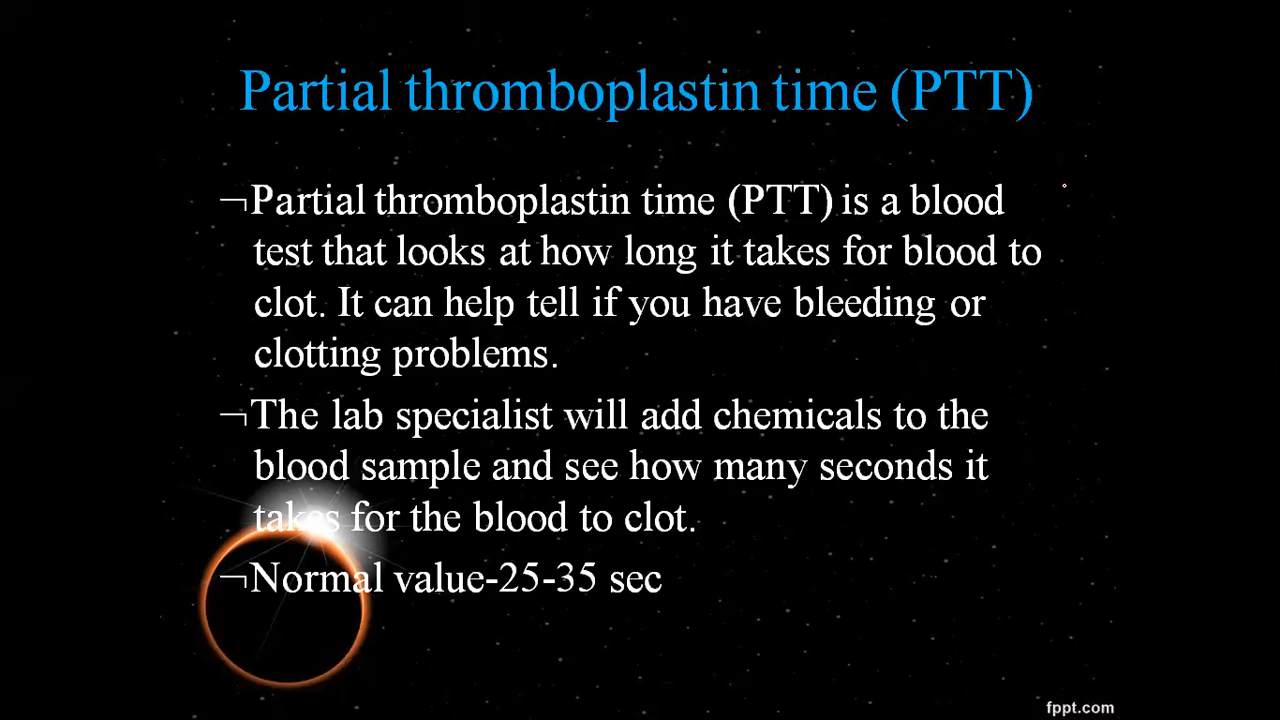 Partial thromboplastin time (PTT)
¬Partial thromboplastin time (PTT) is a blood
test that looks at how long it takes for blood to
clot. It can help tell if you have bleeding or
clotting problems.
¬The lab specialist will add chemicals to the
blood sample and see how many seconds it
takes for the blood to clot.
¬Normal value-25-35 sec
fppt.com